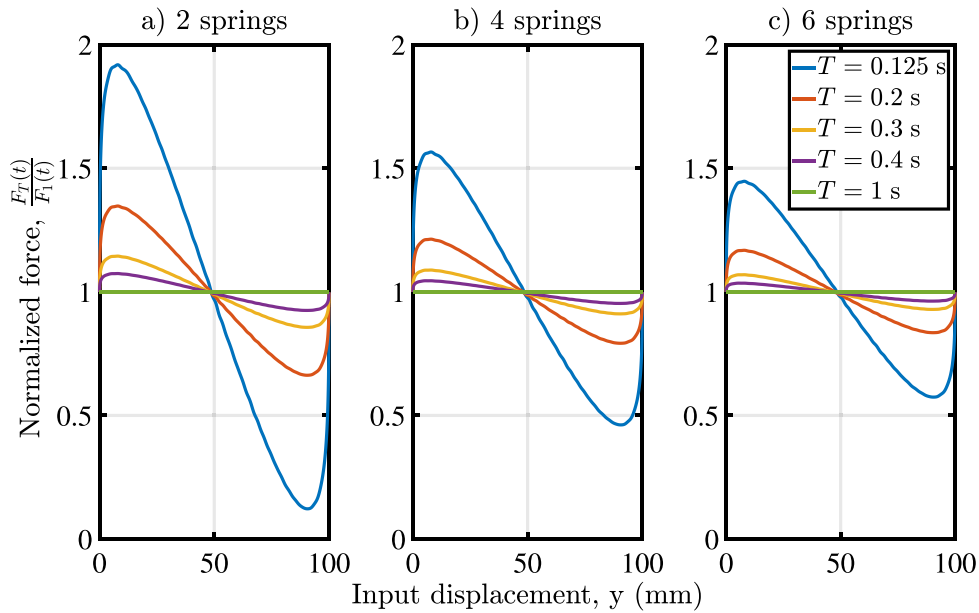 a) 2 springs
b) 4 springs
c) 6 springs
Normalized force, F_T(t)/F_1(t)
2
1.5
1
0.5
0
0 50 100
2
1.5
1
0.5
0
0 50 100
2
1.5
1
0.5
0
0 50 100
T = 0.125 s
T = 0.2 s
T = 0.3 s
T = 0.4 s
T = 1 s
Input displacement, y (mm)